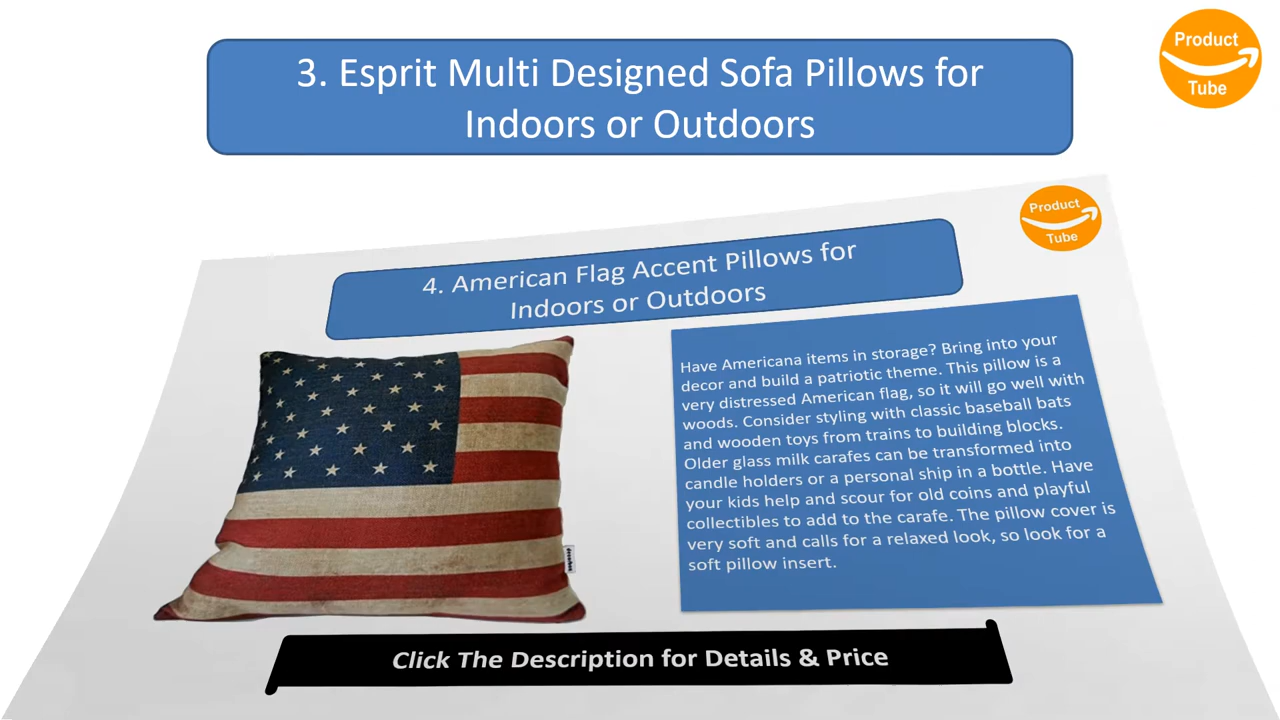 3. Esprit Multi Designed Sofa Pillows for
Indoors or Outdoors
Product
Tube
Product
Tube
4. American Flag Accent Pillows for
Indoors or Outdoors
Have Americana items in storage? Bring into your
decor and build a patriotic theme. This pillow is a
very distressed American flag, so it will go well with
woods. Consider styling with classic baseball bats
and wooden toys from trains to building blocks.
Older glass milk carafes can be transformed into
candle holders or a personal ship in a bottle. Have
your kids help and scour for old coins and playful
collectibles to add to the carafe. The pillow cover is
very soft and calls for a relaxed look, so look for a
soft pillow insert.
Click The Description for Details & Price